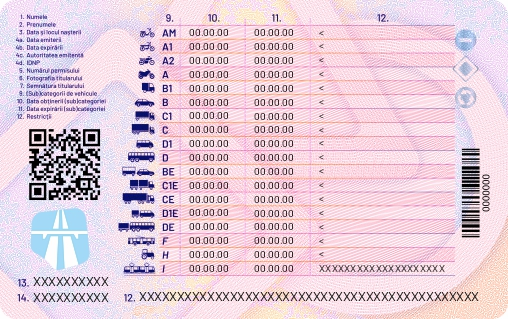 1. Numele
2. Prenumele
3. Data și locul nașterii
4a. Data emiterii
4b. Data expirării
4c. Autoritatea emitentă
4d. IDNP
5. Numărul permisului
6. Fotografia titularului
7. Semnătura titularului
9. (Sub)categorii de vehicule
10. Data obținerii (sub)categoriei
11. Data expirării (sub)categoriei
12. Restricții
9. 10. 11. 12.
AM 00.00.00 00.00.00 <
A1 00.00.00 00.00.00 <
A2 00.00.00 00.00.00 <
A 00.00.00 00.00.00 <
B1 00.00.00 00.00.00 <
B 00.00.00 00.00.00 <
C1 00.00.00 00.00.00 <
C 00.00.00 00.00.00 <
D1 00.00.00 00.00.00 <
D 00.00.00 00.00.00 <
BE 00.00.00 00.00.00 <
C1E 00.00.00 00.00.00 <
CE 00.00.00 00.00.00 <
D1E 00.00.00 00.00.00 <
DE 00.00.00 00.00.00 <
F 00.00.00 00.00.00 <
H 00.00.00 00.00.00 <
I 00.00.00 00.00.00 XXXXXXXXXXXXXXXXXXXXX
0000000
13. XXXXXXXXXX
14. XXXXXXXXXX
12. XXXXXXXXXXXXXXXXXXXXXXXXXXXXXXXXXXXXXXXXXXXXX